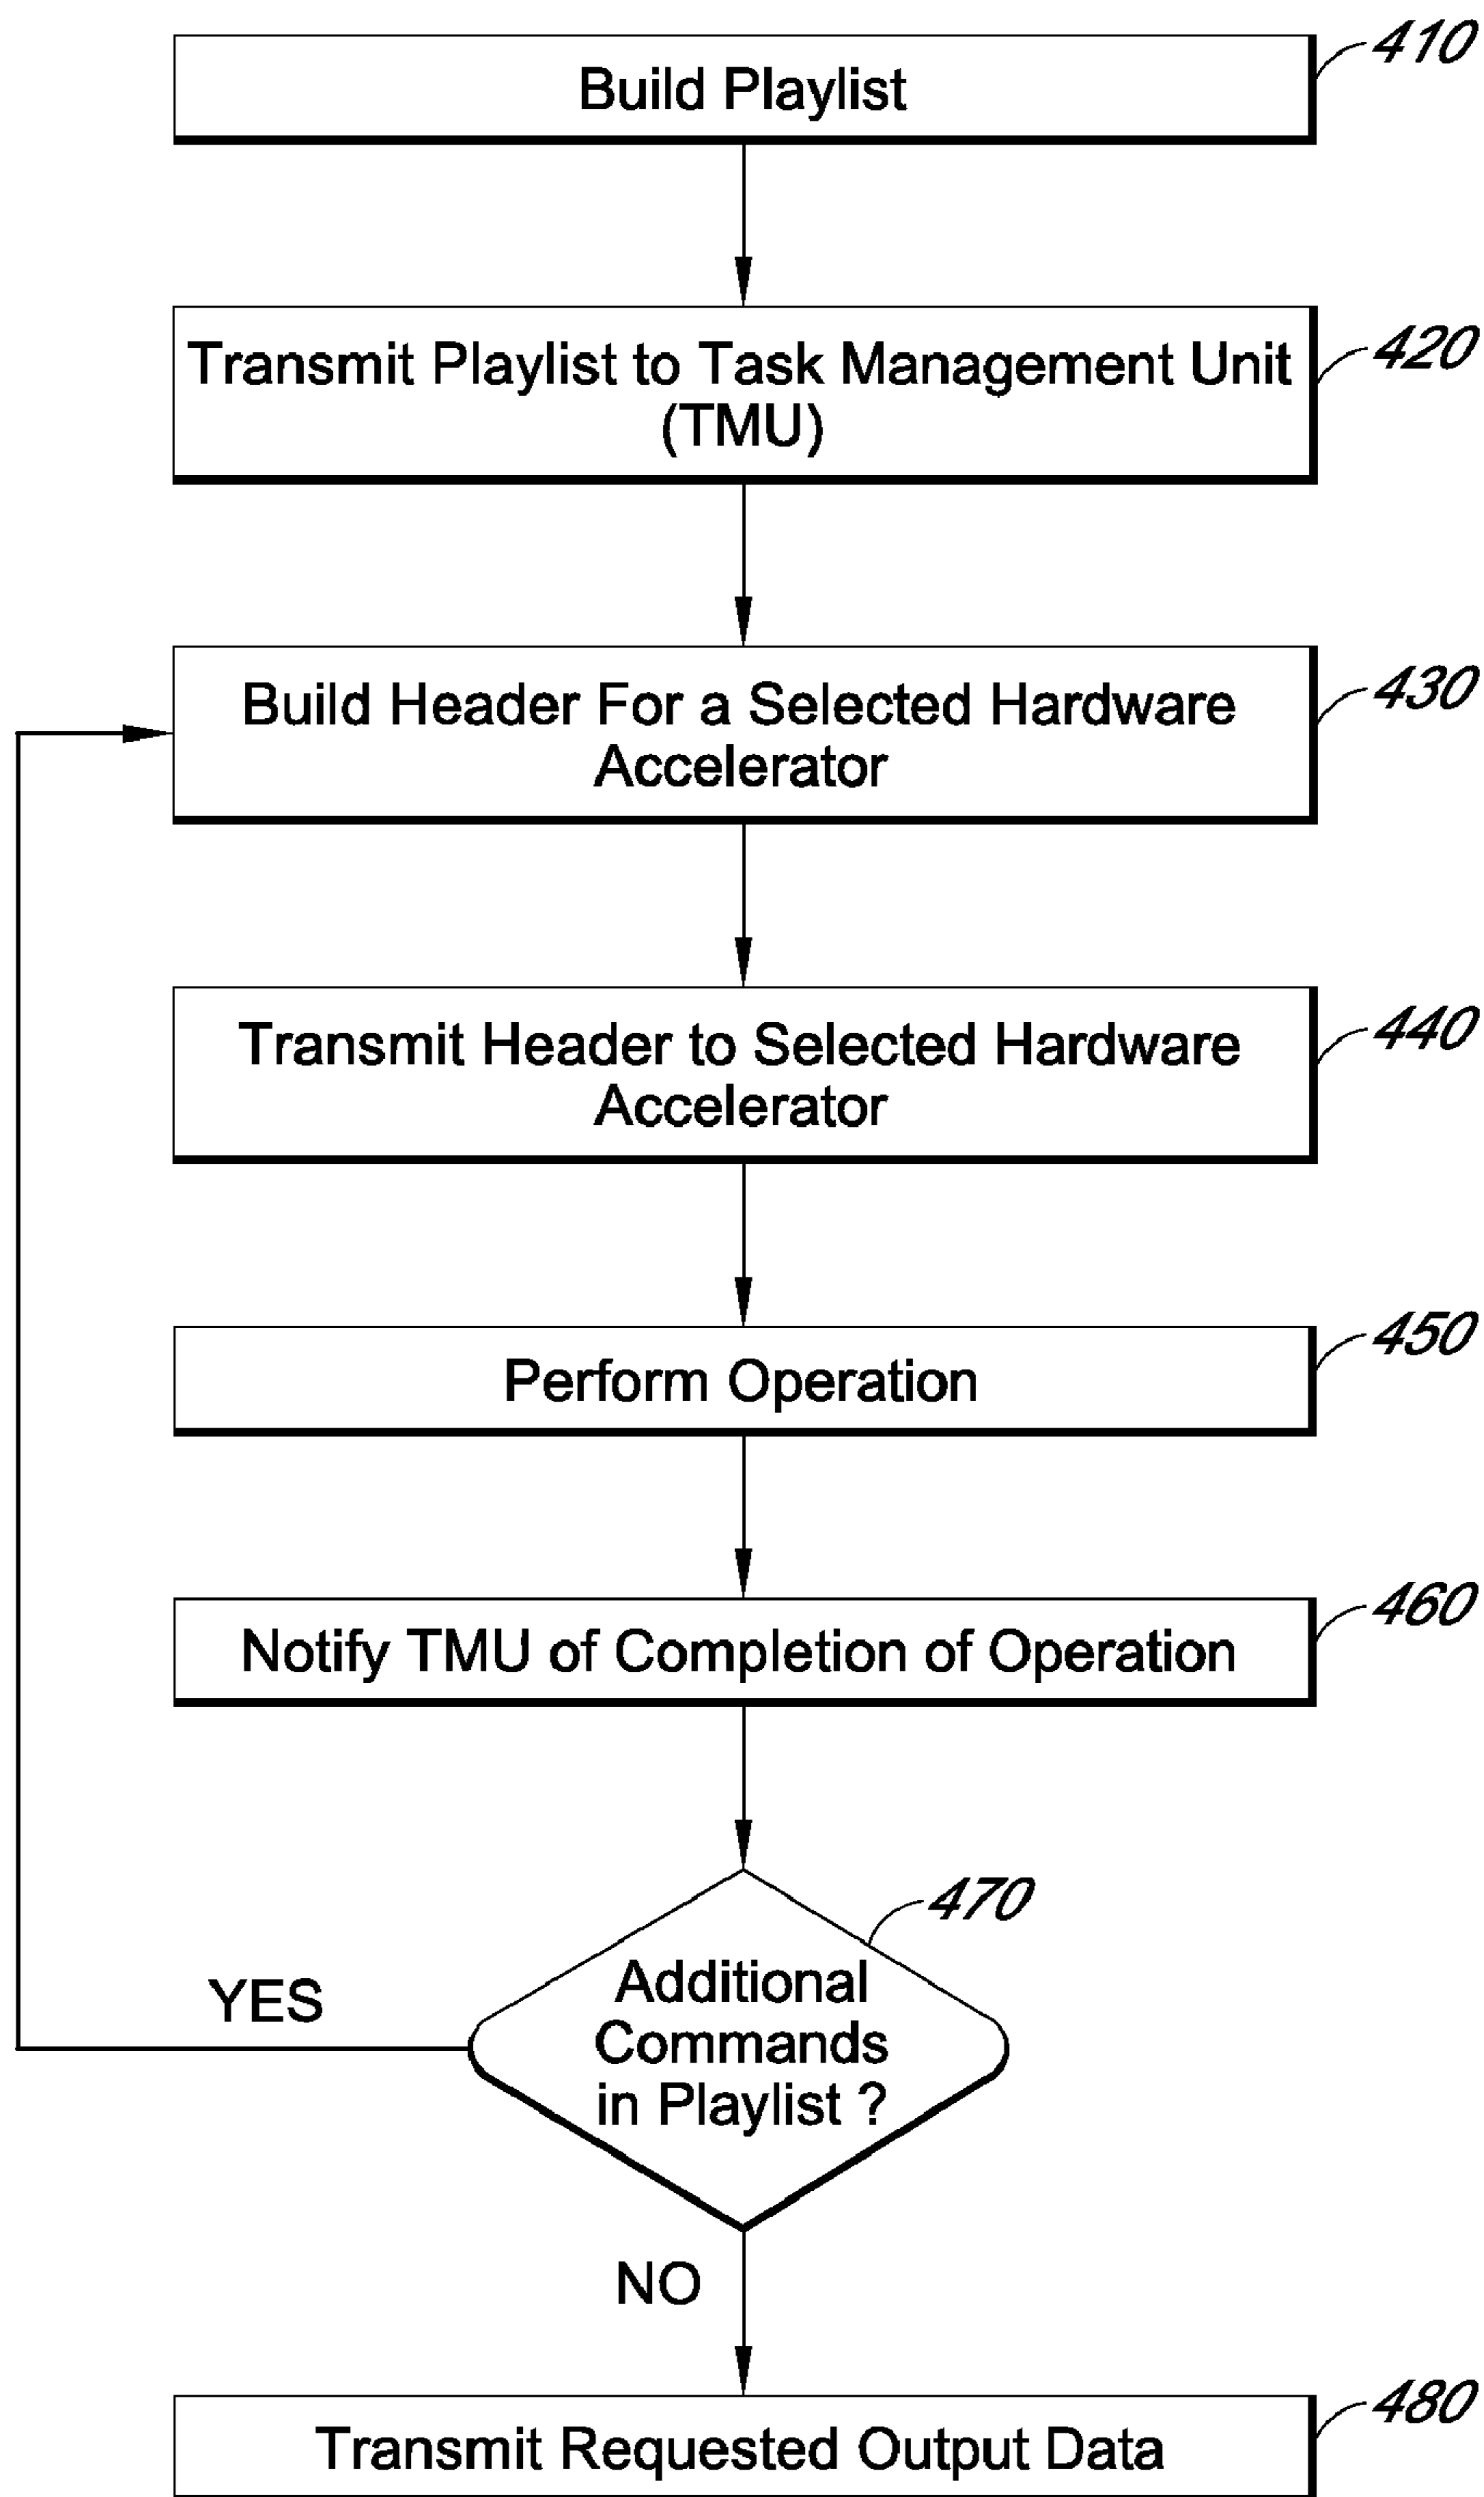 410
Build Playlist
420
Transmit Playlist to Task Management Unit
(TMU)
430
Build Header For a Selected Hardware
Accelerator
440
Transmit Header to Selected Hardware
Accelerator
450
Perform Operation
460
Notify TMU of Completion of Operation
470
Additional
Commands
in Playlist ?
YES
NO
480
Transmit Requested Output Data